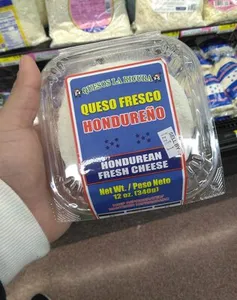 QUESOS LA RICURA
QUESO FRESCO
HONDUREÑO
HONDUREAN
FRESH CHEESE
Net Wt. / Peso Neto
12 oz. (340g)